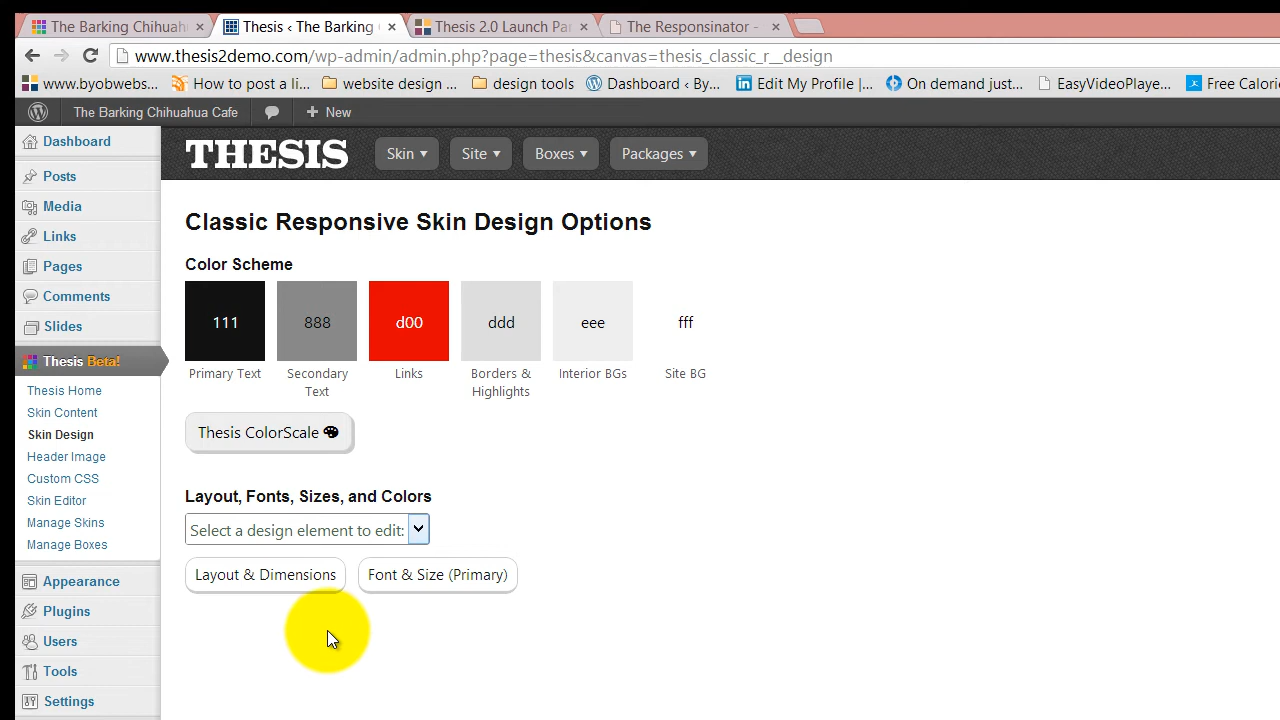 The Barking Chihuah
Thesis ‹ The Barking
Thesis 2.0 Launch Pa
The Responsinator -
www.thesis2demo.com/wp-admin/admin.php?page=thesis&canvas=thesis_classic_r__design
www.byobwebs...
How to post a li...
website design ...
design tools
Dashboard ‹ By...
Edit My Profile |...
On demand just...
EasyVideoPlaye...
Free Calori
The Barking Chihuahua Cafe
+ New
Dashboard
Posts
Media
Links
Pages
Comments
Slides
Thesis Beta!
Thesis Home
Skin Content
Skin Design
Header Image
Custom CSS
Skin Editor
Manage Skins
Manage Boxes
Appearance
Plugins
Users
Tools
Settings
THESIS
Skin ▾
Site ▾
Boxes ▾
Packages ▾
Classic Responsive Skin Design Options
Color Scheme
111
888
d00
ddd
eee
fff
Primary Text
Secondary
Text
Links
Borders &
Highlights
Interior BGs
Site BG
Thesis ColorScale
Layout, Fonts, Sizes, and Colors
Select a design element to edit:
Layout & Dimensions
Font & Size (Primary)